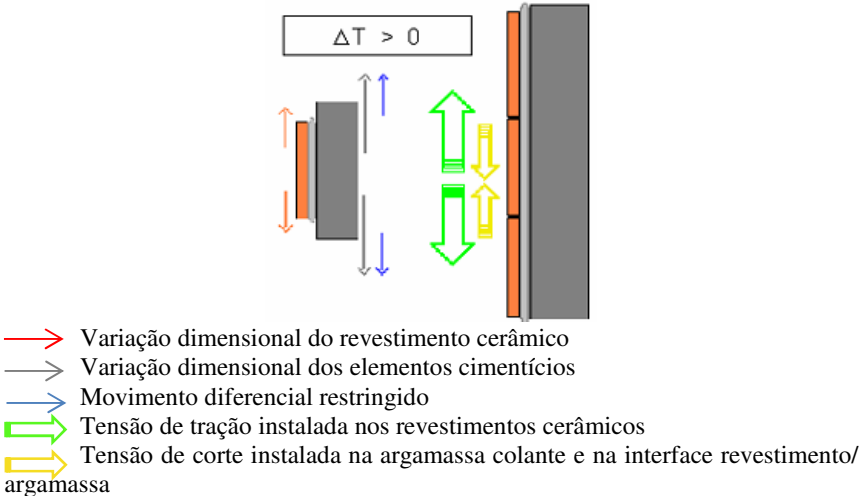 ΔT > 0
Variação dimensional do revestimento cerâmico
Variação dimensional dos elementos cimentícios
Movimento diferencial restringido
Tensão de tração instalada nos revestimentos cerâmicos
Tensão de corte instalada na argamassa colante e na interface revestimento/
argamassa